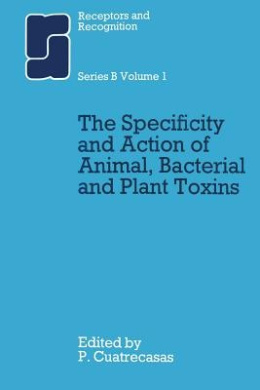 Receptors and
Recognition
Series B Volume 1
The Specificity
and Action of
Animal, Bacterial
and Plant Toxins
Edited by
P. Cuatrecasas